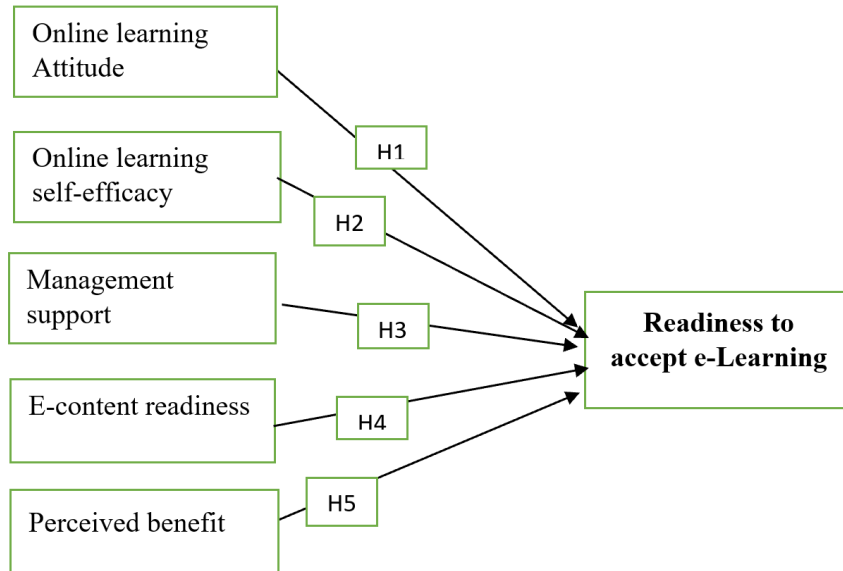 Online learning
Attitude
H1
Online learning
self-efficacy
H2
Management
support
H3
Readiness to
accept e-Learning
E-content readiness
H4
Perceived benefit
H5